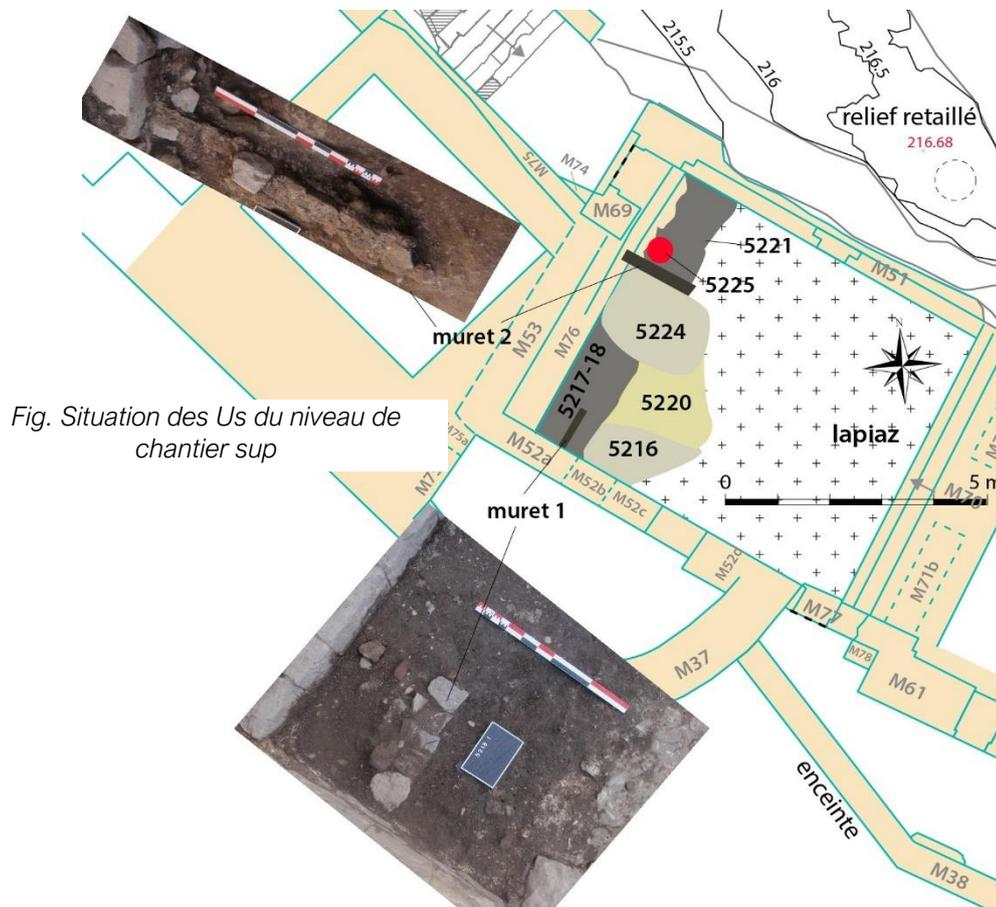 215.5
216
216.5
relief retaillé
216.68
M75
M74
M69
M51
5221
5225
muret 2
M53
M76
5224
5217-18
5220
5216
N
lapiaz
Fig. Situation des Us du niveau de
chantier sup
M75a
M52a
M52b
M52c
0
5 m
M70
muret 1
M71b
M77
M78
M37
M61
5218
enceinte
M38